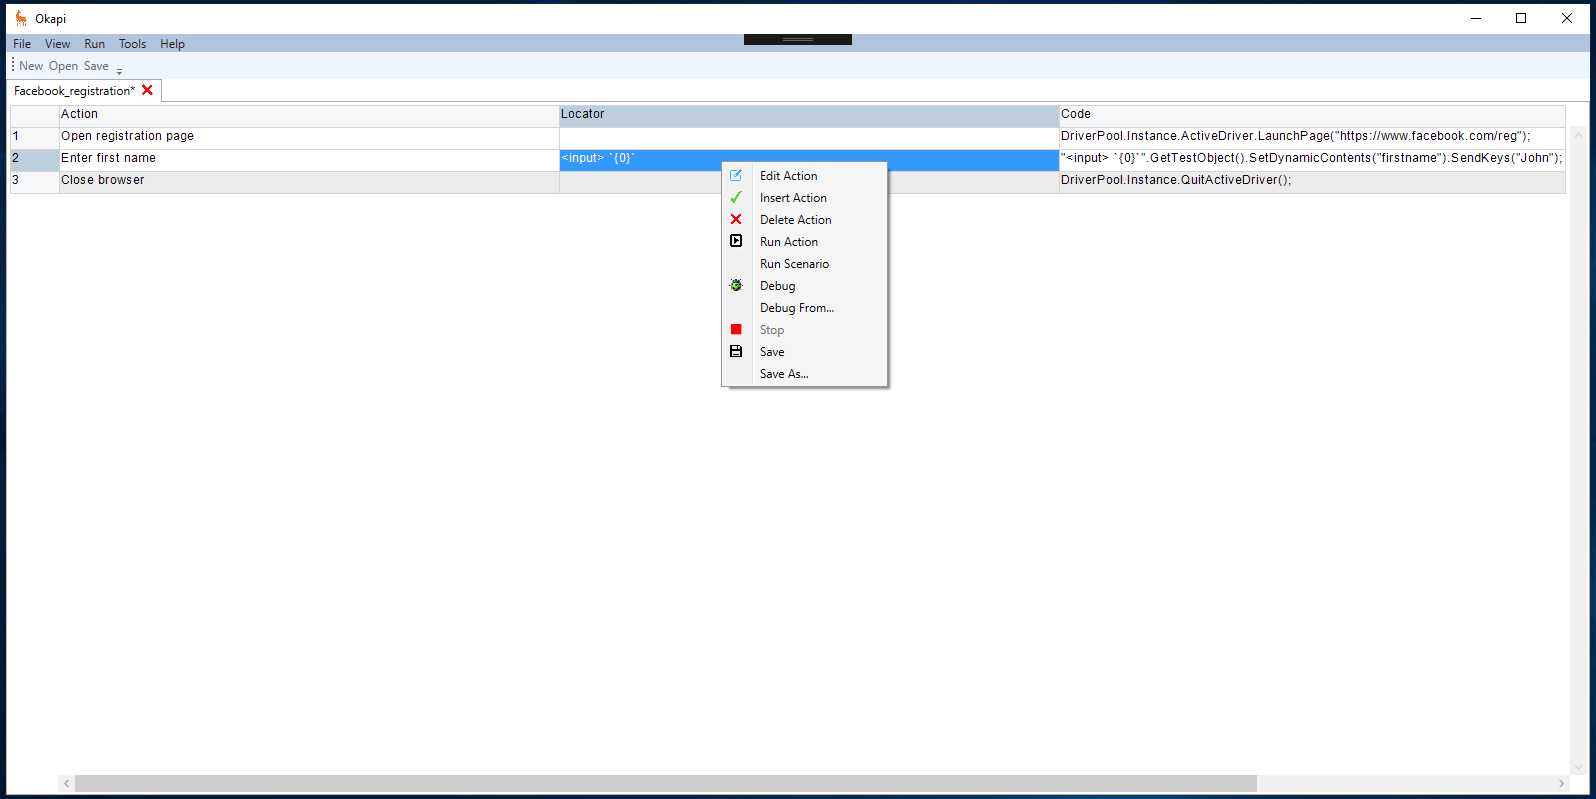 Okapi
File View Run Tools Help
New Open Save
Facebook_registration*
Action Locator Code
1 Open registration page DriverPool.Instance.ActiveDriver.LaunchPage("https://www.facebook.com/reg");
2 Enter first name <input> `{0}` "<input> `{0}`".GetTestObject().SetDynamicContents("firstname").SendKeys("John");
3 Close browser DriverPool.Instance.QuitActiveDriver();
Edit Action
Insert Action
Delete Action
Run Action
Run Scenario
Debug
Debug From...
Stop
Save
Save As...